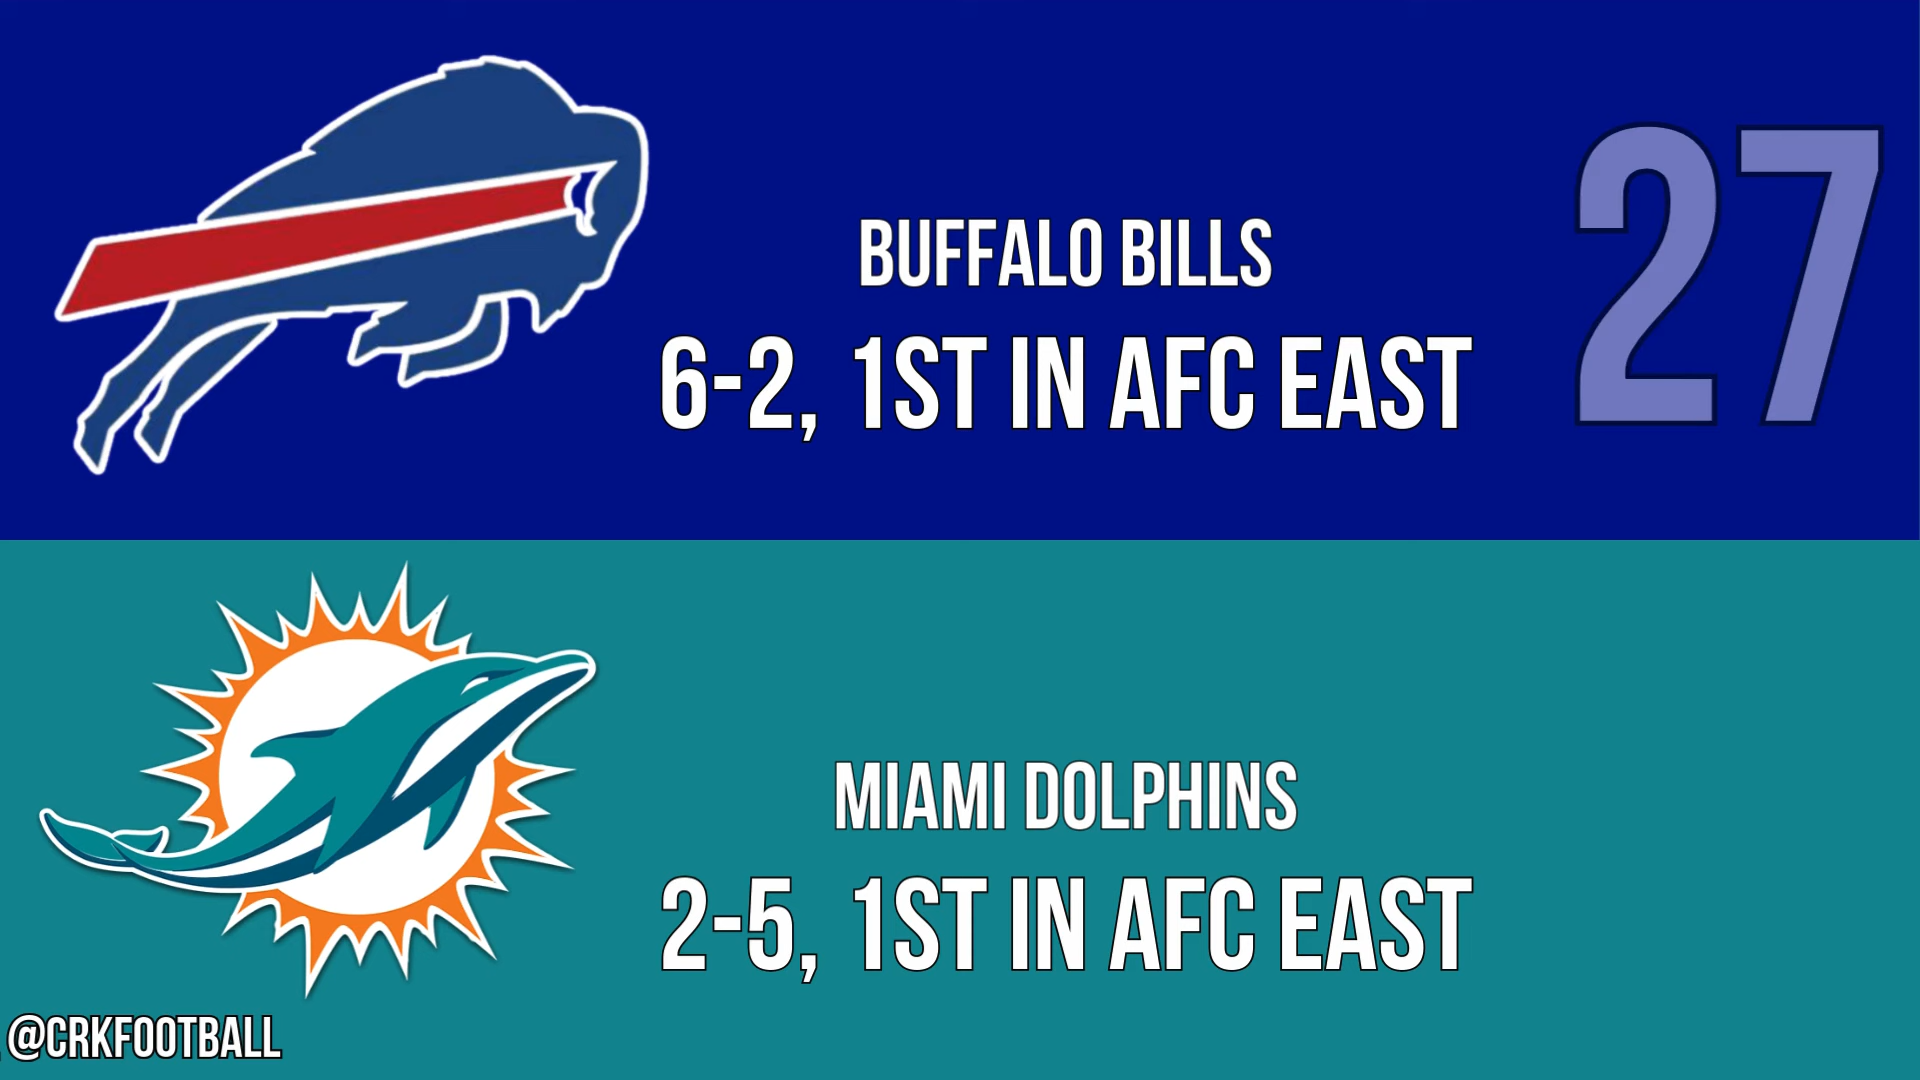 BUFFALO BILLS
6-2, 1ST IN AFC EAST
27
MIAMI DOLPHINS
2-5, 1ST IN AFC EAST
@CRKFOOTBALL